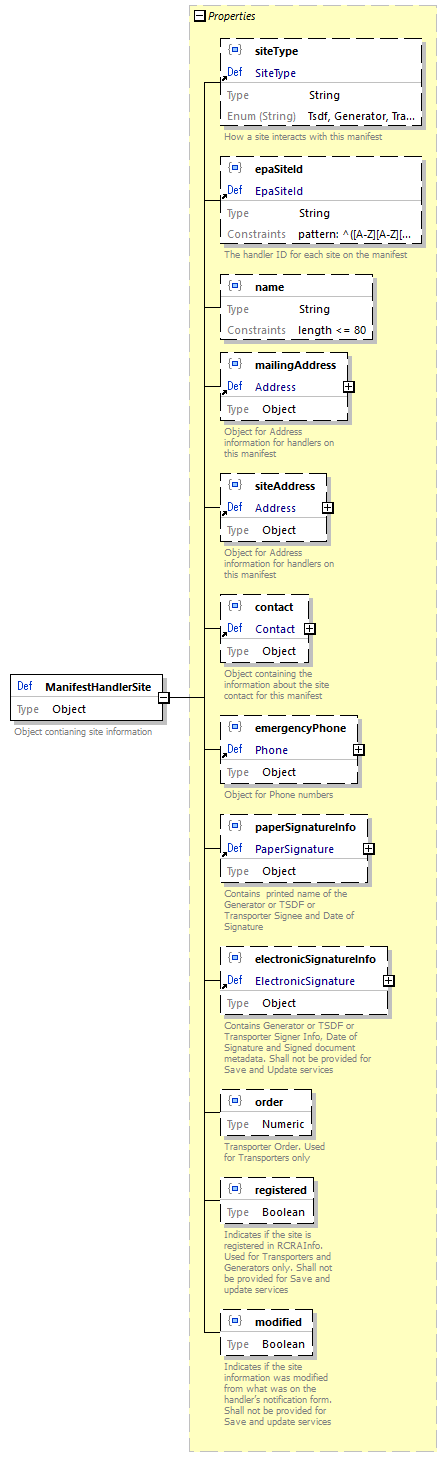 Properties
siteType
Def SiteType
Type String
Enum (String) Tsdf, Generator, Tra...
How a site interacts with this manifest
epaSiteId
Def EpaSiteId
Type String
Constraints pattern: ^([A-Z][A-Z][...
The handler ID for each site on the manifest
name
Type String
Constraints length <= 80
mailingAddress
Def Address
Type Object
Object for Address
information for handlers on
this manifest
siteAddress
Def Address
Type Object
Object for Address
information for handlers on
this manifest
contact
Def Contact
Type Object
Object containing the
information about the site
contact for this manifest
Def ManifestHandlerSite
Type Object
Object contianing site information
emergencyPhone
Def Phone
Type Object
Object for Phone numbers
paperSignatureInfo
Def PaperSignature
Type Object
Contains printed name of the
Generator or TSDF or
Transporter Signee and Date of
Signature
electronicSignatureInfo
Def ElectronicSignature
Type Object
Contains Generator or TSDF or
Transporter Signer Info, Date of
Signature and Signed document
metadata. Shall not be provided for
Save and Update services
order
Type Numeric
Transporter Order. Used
for Transporters only
registered
Type Boolean
Indicates if the site is
registered in RCRAInfo.
Used for Transporters and
Generators only. Shall not
be provided for Save and
update services
modified
Type Boolean
Indicates if the site
information was modified
from what was on the
handler's notification form.
Shall not be provided for
Save and update services